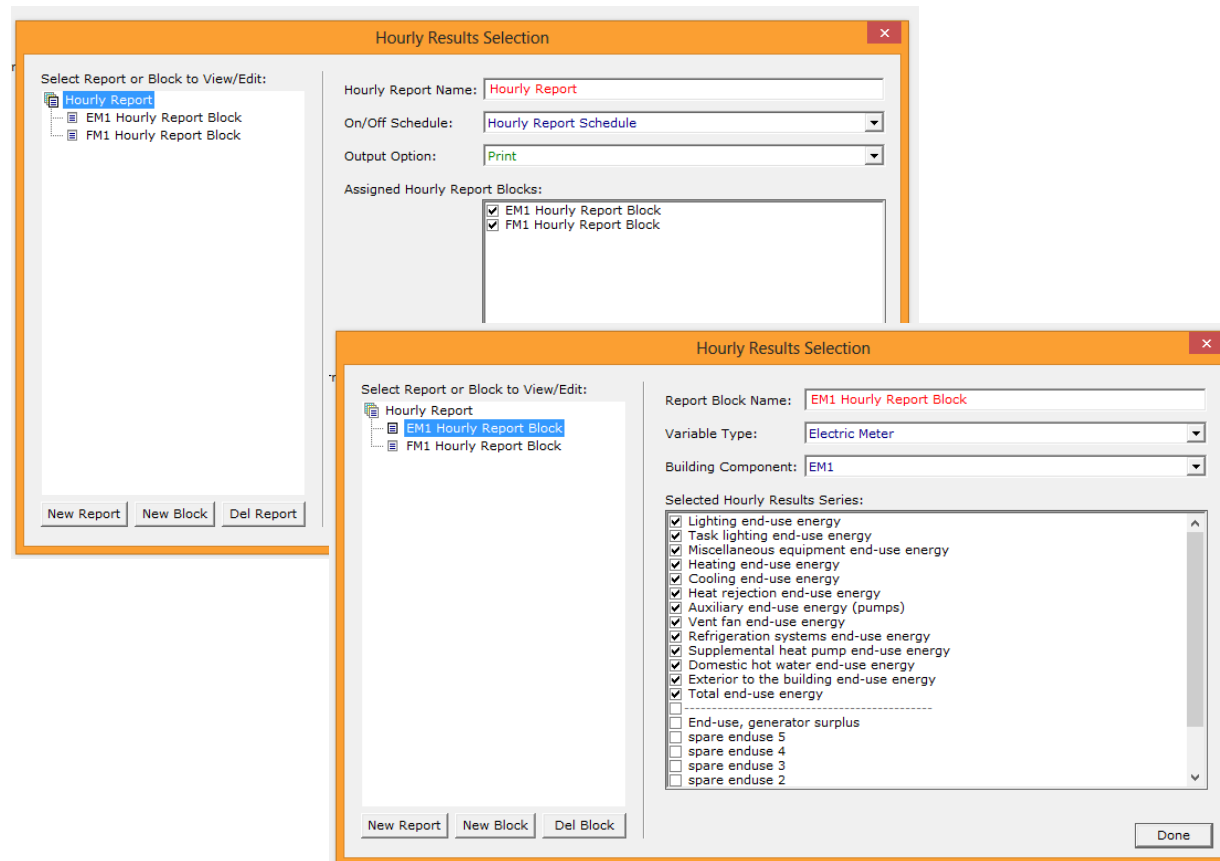 Hourly Results Selection
Select Report or Block to View/Edit:
Hourly Report
EM1 Hourly Report Block
FM1 Hourly Report Block
New Report
New Block
Del Report
Hourly Report Name: Hourly Report
On/Off Schedule: Hourly Report Schedule
Output Option: Print
Assigned Hourly Report Blocks:
EM1 Hourly Report Block
FM1 Hourly Report Block
Hourly Results Selection
Select Report or Block to View/Edit:
Hourly Report
EM1 Hourly Report Block
FM1 Hourly Report Block
New Report
New Block
Del Block
Report Block Name: EM1 Hourly Report Block
Variable Type: Electric Meter
Building Component: EM1
Selected Hourly Results Series:
Lighting end-use energy
Task lighting end-use energy
Miscellaneous equipment end-use energy
Heating end-use energy
Cooling end-use energy
Heat rejection end-use energy
Auxiliary end-use energy (pumps)
Vent fan end-use energy
Refrigeration systems end-use energy
Supplemental heat pump end-use energy
Domestic hot water end-use energy
Exterior to the building end-use energy
Total end-use energy
--------------------------------------------
End-use, generator surplus
spare enduse 5
spare enduse 4
spare enduse 3
spare enduse 2
Done